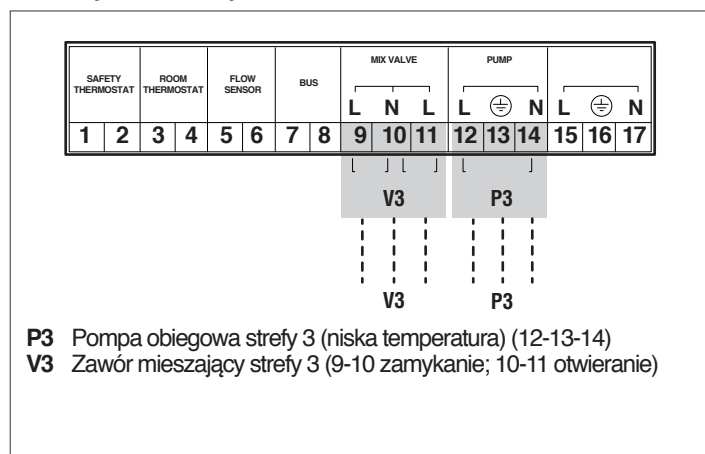 SAFETY THERMOSTAT ROOM THERMOSTAT FLOW SENSOR BUS MIX VALVE PUMP
L N L L N L N
1 2 3 4 5 6 7 8 9 10 11 12 13 14 15 16 17
V3 P3
V3 P3
P3 Pompa obiegowa strefy 3 (niska temperatura) (12-13-14)
V3 Zawór mieszający strefy 3 (9-10 zamykanie; 10-11 otwieranie)